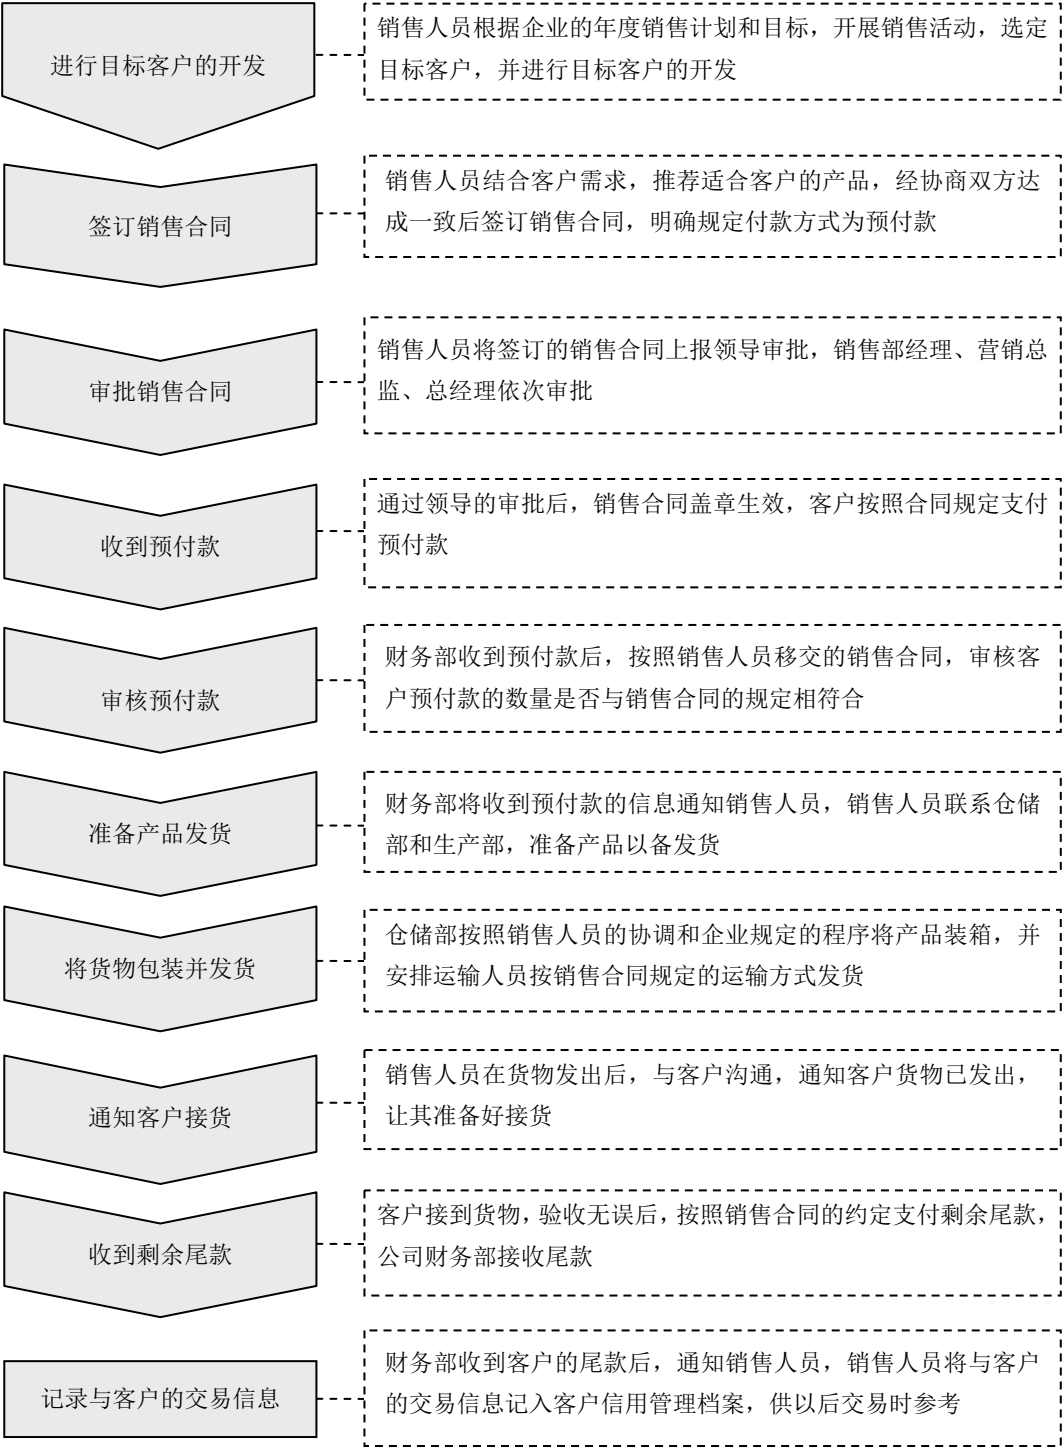 进行目标客户的开发
销售人员根据企业的年度销售计划和目标，开展销售活动，选定
目标客户，并进行目标客户的开发
签订销售合同
销售人员结合客户需求，推荐适合客户的产品，经协商双方达
成一致后签订销售合同，明确规定付款方式为预付款
审批销售合同
销售人员将签订的销售合同上报领导审批，销售部经理、营销总
监、总经理依次审批
收到预付款
通过领导的审批后，销售合同盖章生效，客户按照合同规定支付
预付款
审核预付款
财务部收到预付款后，按照销售人员移交的销售合同，审核客
户预付款的数量是否与销售合同的规定相符合
准备产品发货
财务部将收到预付款的信息通知销售人员，销售人员联系仓储
部和生产部，准备产品以备发货
将货物包装并发货
仓储部按照销售人员的协调和企业规定的程序将产品装箱，并
安排运输人员按销售合同规定的运输方式发货
通知客户接货
销售人员在货物发出后，与客户沟通，通知客户货物已发出，
让其准备好接货
收到剩余尾款
客户接到货物，验收无误后，按照销售合同的约定支付剩余尾款，
公司财务部接收尾款
记录与客户的交易信息
财务部收到客户的尾款后，通知销售人员，销售人员将与客户
的交易信息记入客户信用管理档案，供以后交易时参考